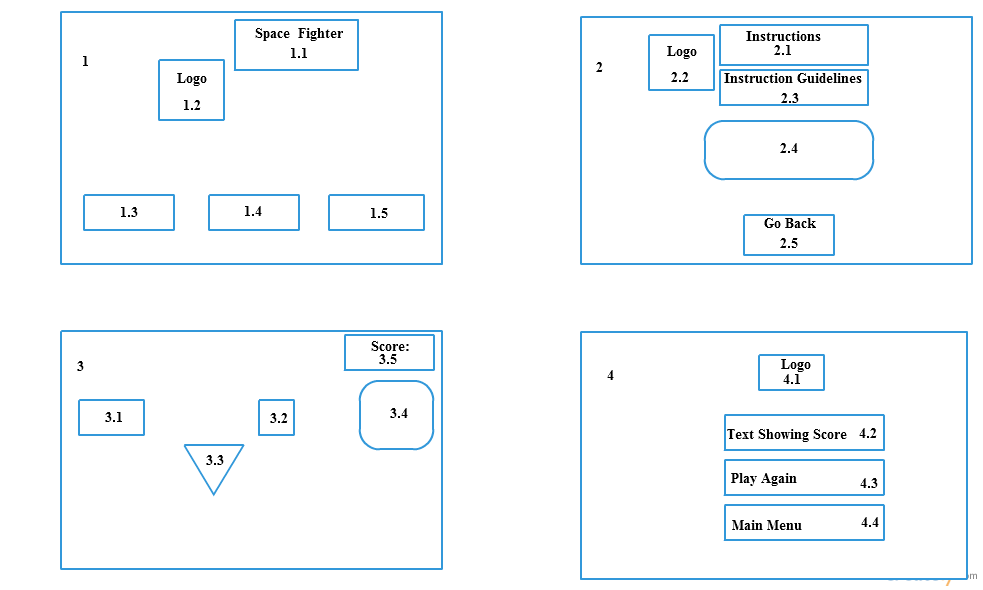 1
Space Fighter
1.1
Logo
1.2
1.3
1.4
1.5
2
Logo
2.2
Instructions
2.1
Instruction Guidelines
2.3
2.4
Go Back
2.5
3
Score:
3.5
3.1
3.2
3.3
3.4
4
Logo
4.1
Text Showing Score 4.2
Play Again 4.3
Main Menu 4.4